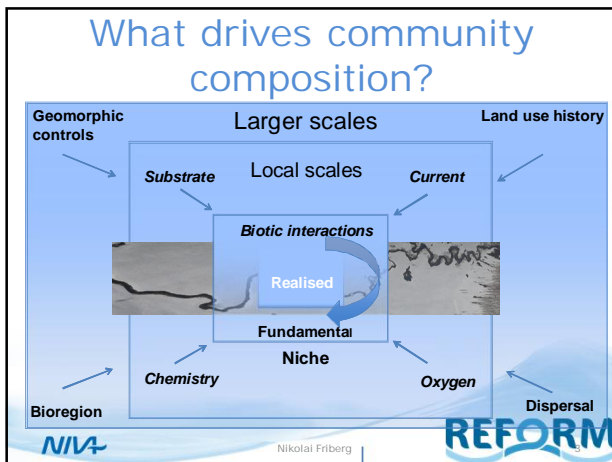 What drives community
composition?
Geomorphic
controls
Larger scales
Land use history
Substrate
Local scales
Current
Biotic interactions
Realised
Fundamental
Niche
Chemistry
Oxygen
Bioregion
Dispersal
NIVA
Nikolai Friberg
REFORM
3